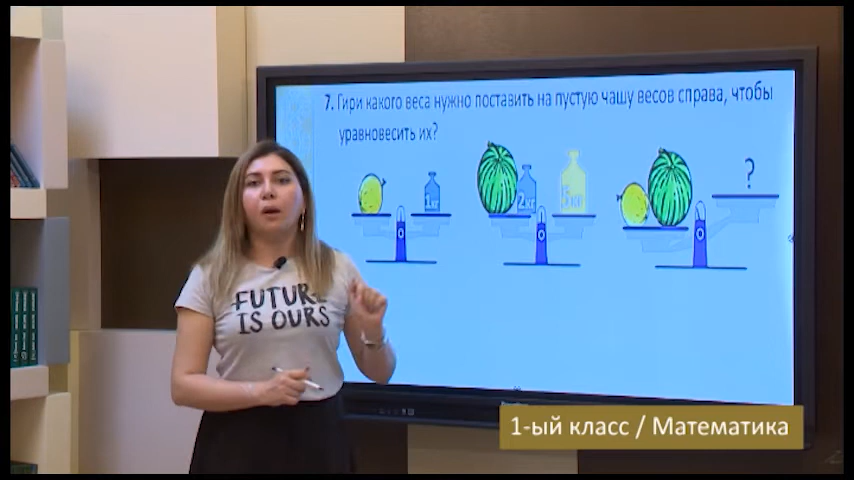 7. Гири какого веса нужно поставить на пустую чашу весов справа, чтобы
уравновесить их?
1кг
2кг
5кг
?
FUTURE
IS OURS
1-ый класс / Математика